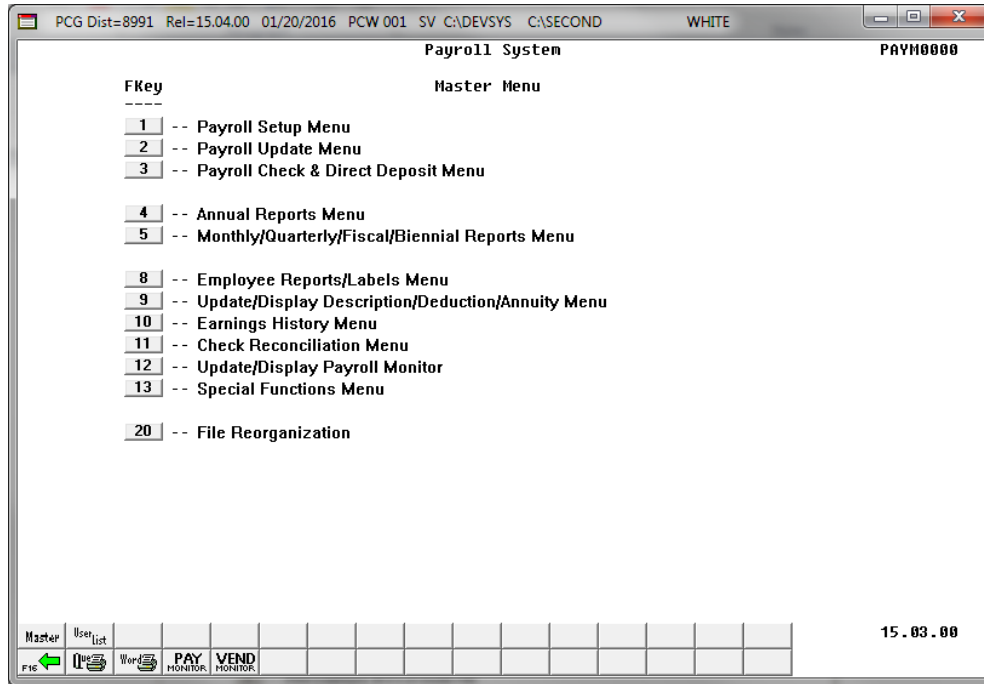 PCG Dist=8991 Rel=15.04.00 01/20/2016 PCW 001 SV C:\DEVSYS C:\SECOND WHITE
Payroll System PAYM0000
FKey Master Menu
----
1 -- Payroll Setup Menu
2 -- Payroll Update Menu
3 -- Payroll Check & Direct Deposit Menu
4 -- Annual Reports Menu
5 -- Monthly/Quarterly/Fiscal/Biennial Reports Menu
8 -- Employee Reports/Labels Menu
9 -- Update/Display Description/Deduction/Annuity Menu
10 -- Earnings History Menu
11 -- Check Reconciliation Menu
12 -- Update/Display Payroll Monitor
13 -- Special Functions Menu
20 -- File Reorganization
Master User List 15.03.00
F16 Que Word PAY MONITOR VEND MONITOR